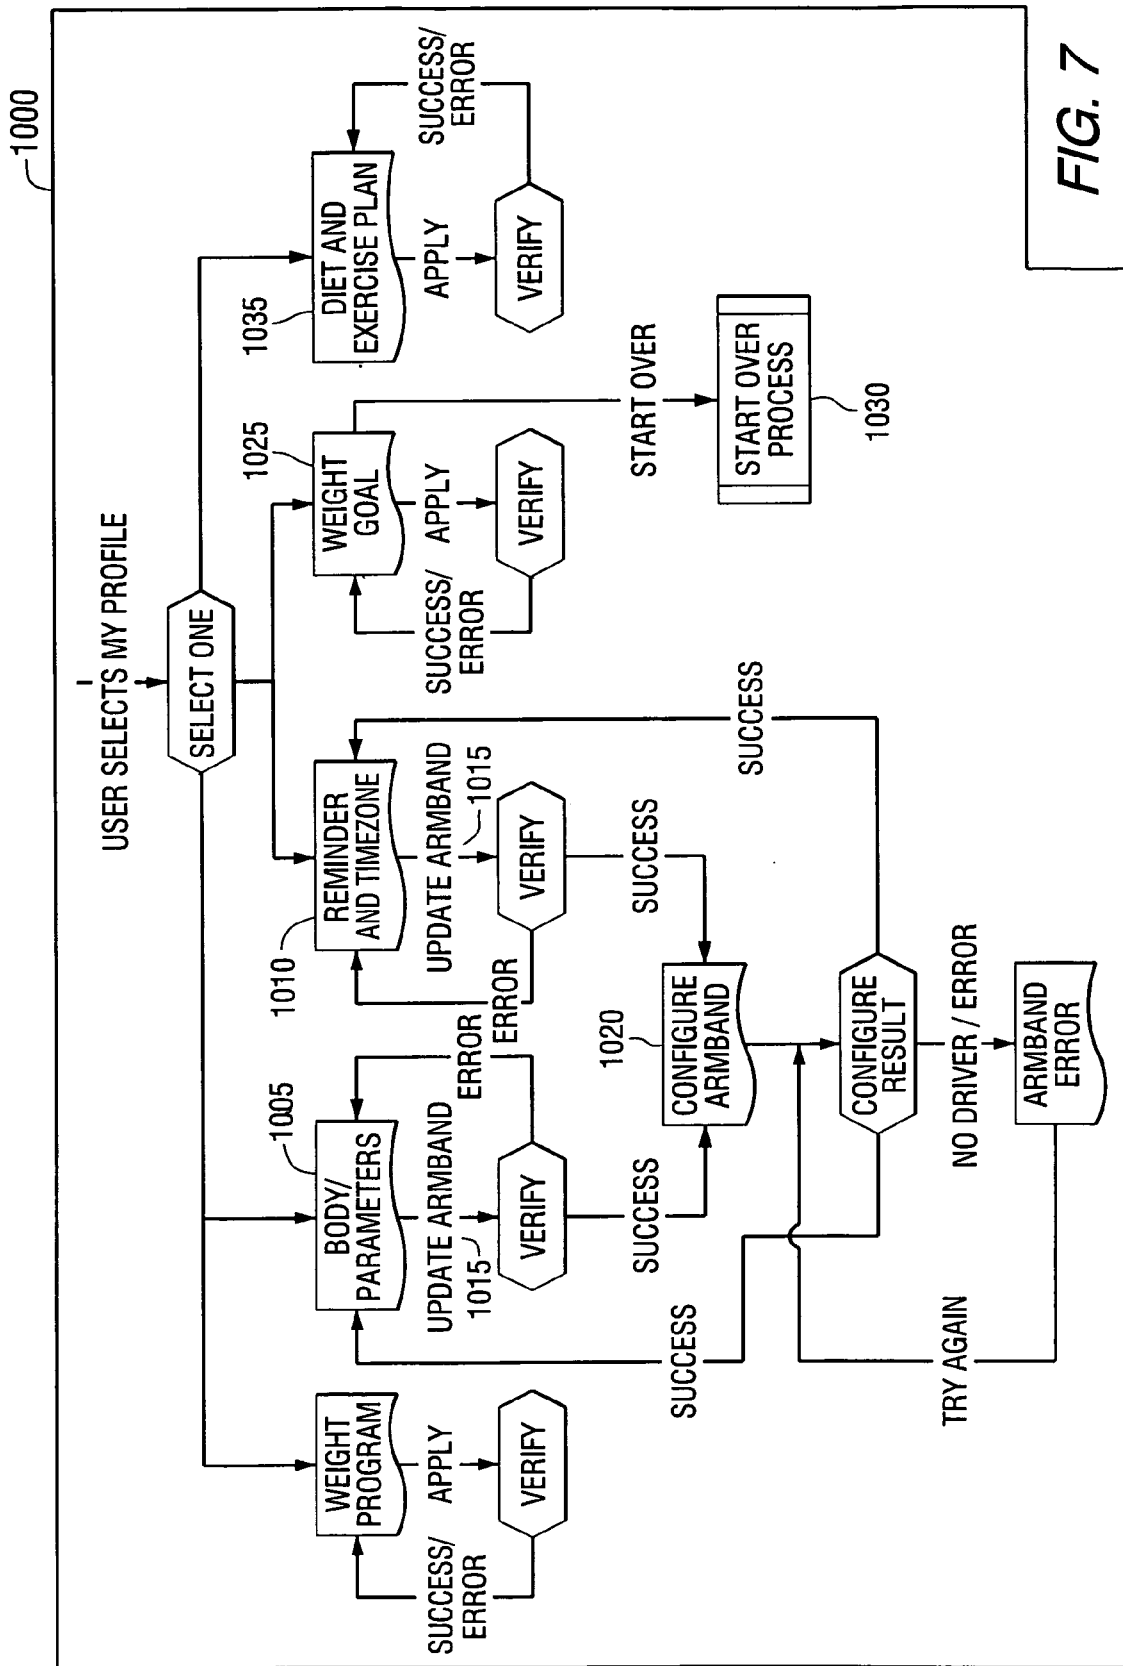 1000
USER SELECTS MY PROFILE
SELECT ONE
WEIGHT
PROGRAM
APPLY
VERIFY
SUCCESS/
ERROR
1005
BODY/
PARAMETERS
UPDATE ARMBAND
1015
VERIFY
ERROR
SUCCESS
1010
REMINDER
AND TIMEZONE
UPDATE ARMBAND
1015
VERIFY
ERROR
SUCCESS
1025
WEIGHT
GOAL
APPLY
VERIFY
SUCCESS/
ERROR
START OVER
START OVER
PROCESS
1030
1035
DIET AND
EXERCISE PLAN
APPLY
VERIFY
SUCCESS/
ERROR
1020
CONFIGURE
ARMBAND
SUCCESS
SUCCESS
CONFIGURE
RESULT
NO DRIVER / ERROR
TRY AGAIN
ARMBAND
ERROR
FIG. 7